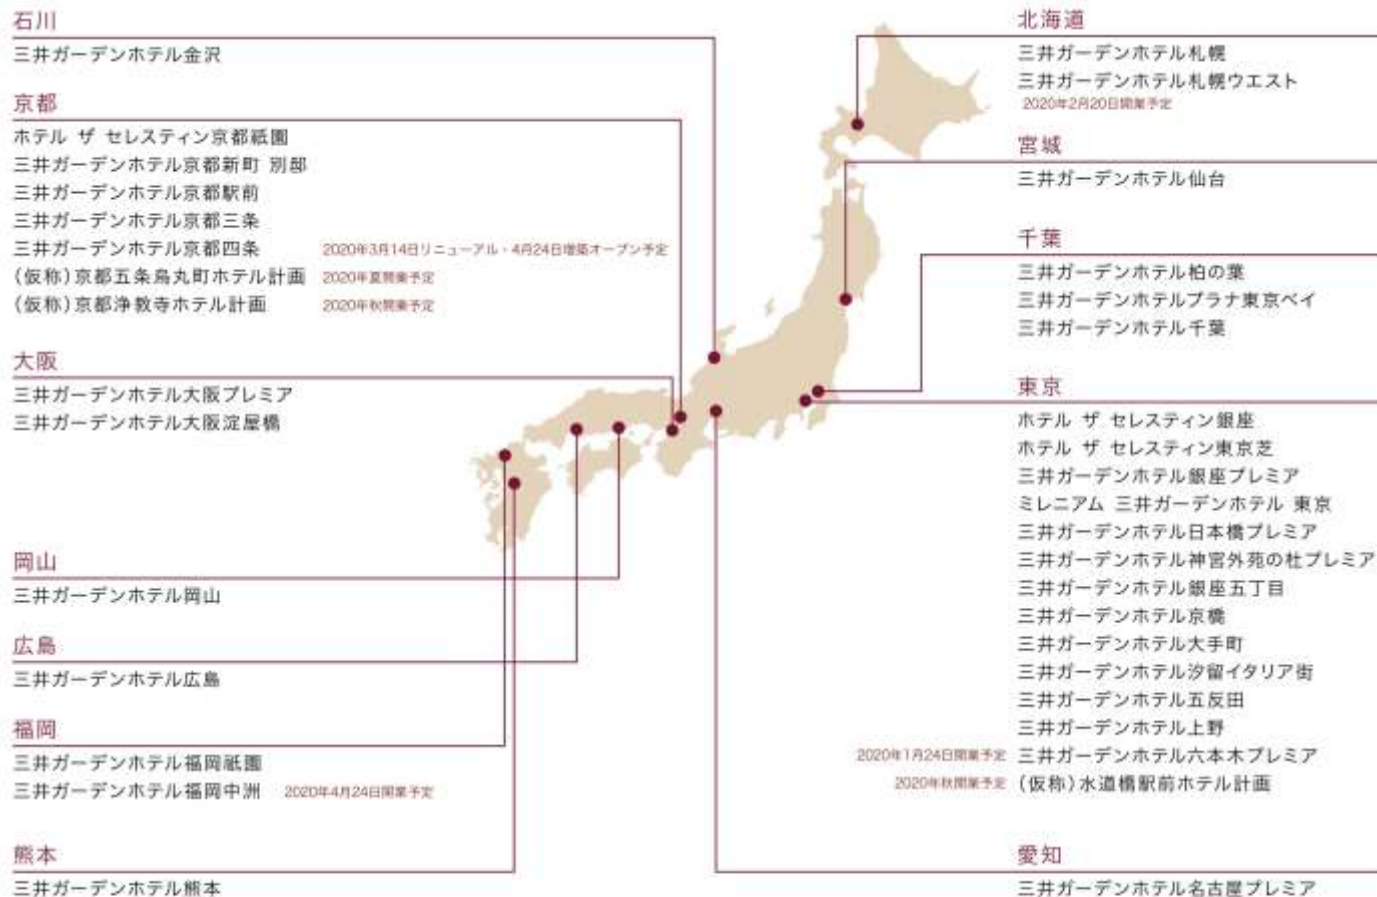 石川
三井ガーデンホテル金沢
京都
ホテル ザ セレスティン京都祇園
三井ガーデンホテル京都新町 別邸
三井ガーデンホテル京都駅前
三井ガーデンホテル京都三条
三井ガーデンホテル京都四条 2020年3月14日リニューアル・4月24日増築オープン予定
(仮称)京都五条烏丸町ホテル計画 2020年夏開業予定
(仮称)京都浄教寺ホテル計画 2020年秋開業予定
大阪
三井ガーデンホテル大阪プレミア
三井ガーデンホテル大阪淀屋橋
岡山
三井ガーデンホテル岡山
広島
三井ガーデンホテル広島
福岡
三井ガーデンホテル福岡祇園
三井ガーデンホテル福岡中洲 2020年4月24日開業予定
熊本
三井ガーデンホテル熊本
北海道
三井ガーデンホテル札幌
三井ガーデンホテル札幌ウエスト
2020年2月20日開業予定
宮城
三井ガーデンホテル仙台
千葉
三井ガーデンホテル柏の葉
三井ガーデンホテルプラナ東京ベイ
三井ガーデンホテル千葉
東京
ホテル ザ セレスティン銀座
ホテル ザ セレスティン東京芝
三井ガーデンホテル銀座プレミア
ミレニアム 三井ガーデンホテル 東京
三井ガーデンホテル日本橋プレミア
三井ガーデンホテル神宮外苑の杜プレミア
三井ガーデンホテル銀座五丁目
三井ガーデンホテル京橋
三井ガーデンホテル大手町
三井ガーデンホテル汐留イタリア街
三井ガーデンホテル五反田
三井ガーデンホテル上野
2020年1月24日開業予定 三井ガーデンホテル六本木プレミア
2020年秋開業予定 (仮称)水道橋駅前ホテル計画
愛知
三井ガーデンホテル名古屋プレミア